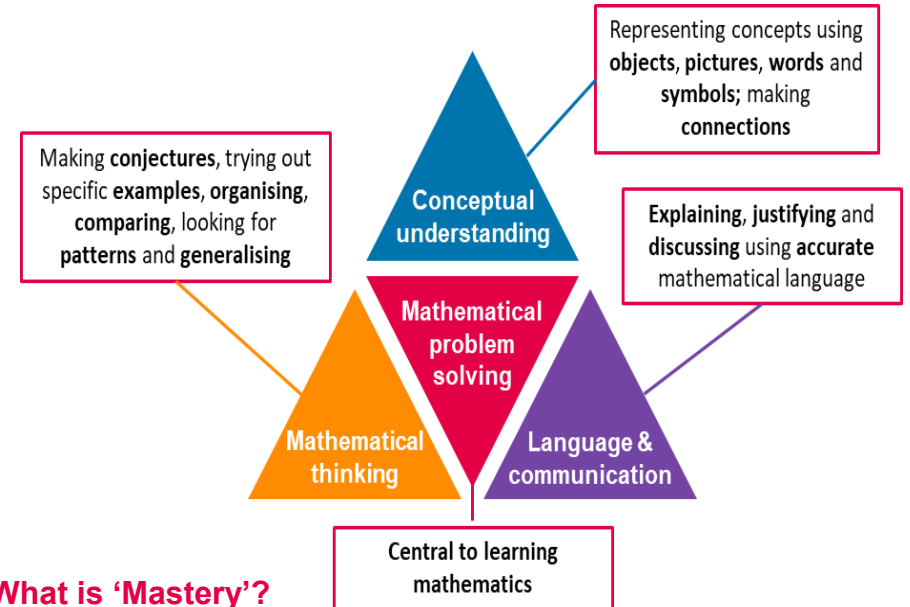 Representing concepts using
objects, pictures, words and
symbols; making
connections
Making conjectures, trying out
specific examples, organising,
comparing, looking for
patterns and generalising
Conceptual
understanding
Explaining, justifying and
discussing using accurate
mathematical language
Mathematical
problem
solving
Mathematical
thinking
Language &
communication
Central to learning
mathematics
What is ‘Mastery’?